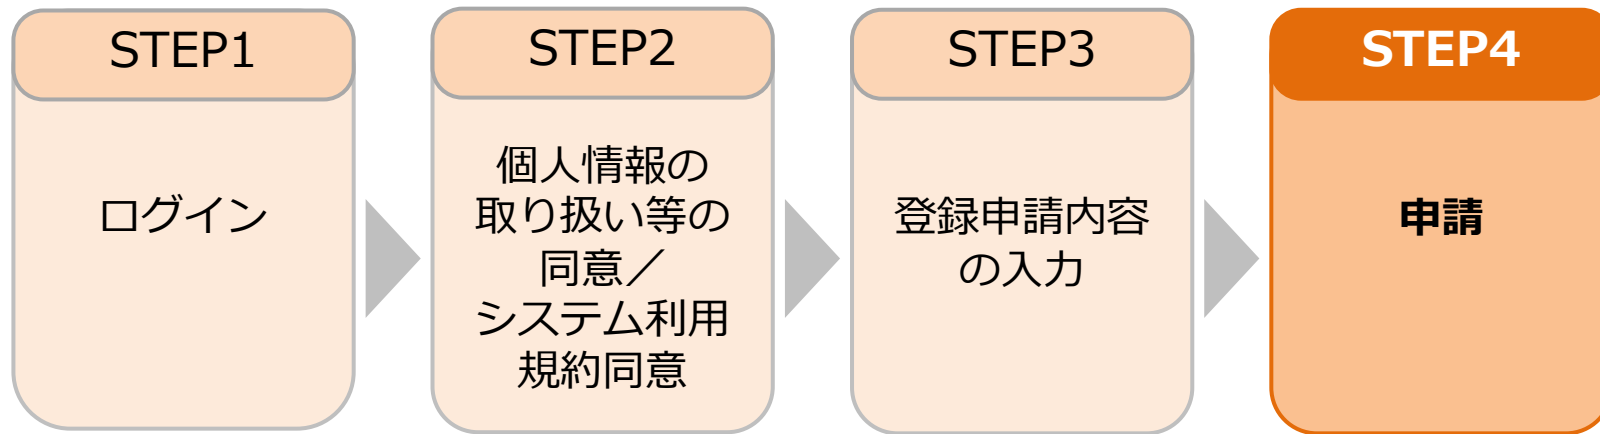 STEP1
ログイン
STEP2
個人情報の
取り扱い等の
同意／
システム利用
規約同意
STEP3
登録申請内容
の入力
STEP4
申請